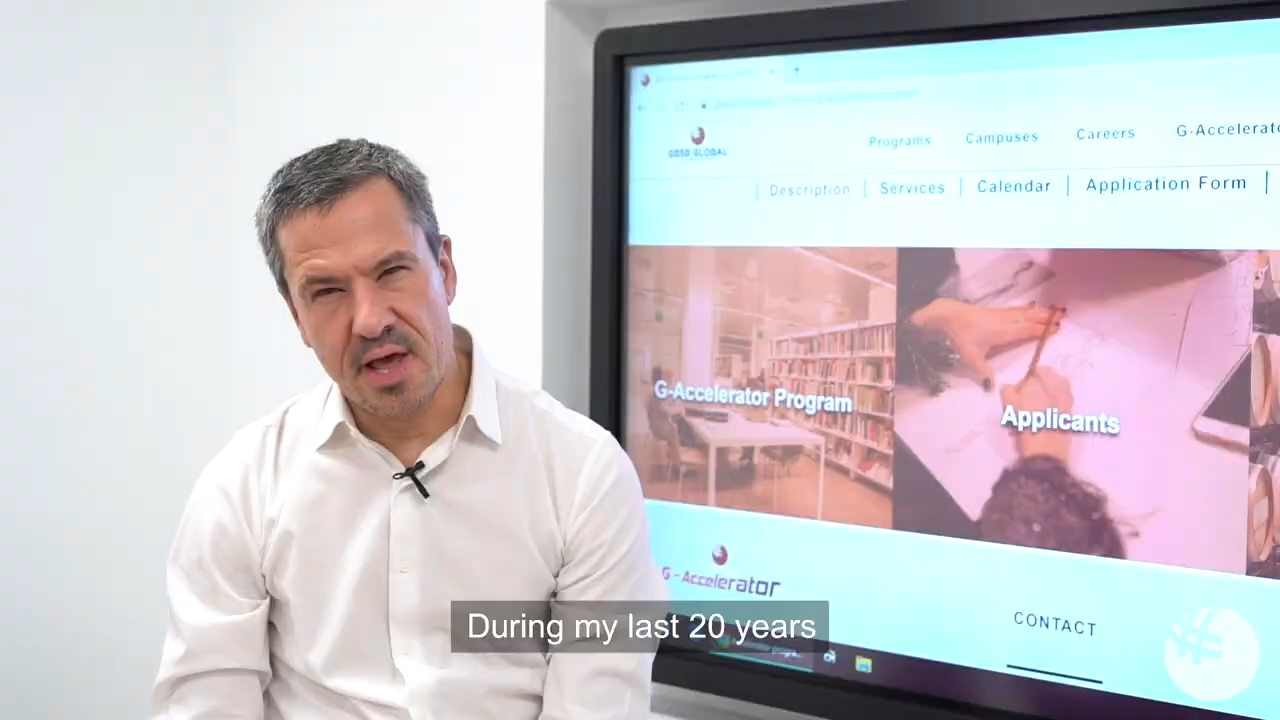 GBSB GLOBAL
Programs Campuses Careers G-Accelerato
Description Services Calendar Application Form
G-Accelerator Program
Applicants
G-Accelerator
CONTACT
During my last 20 years